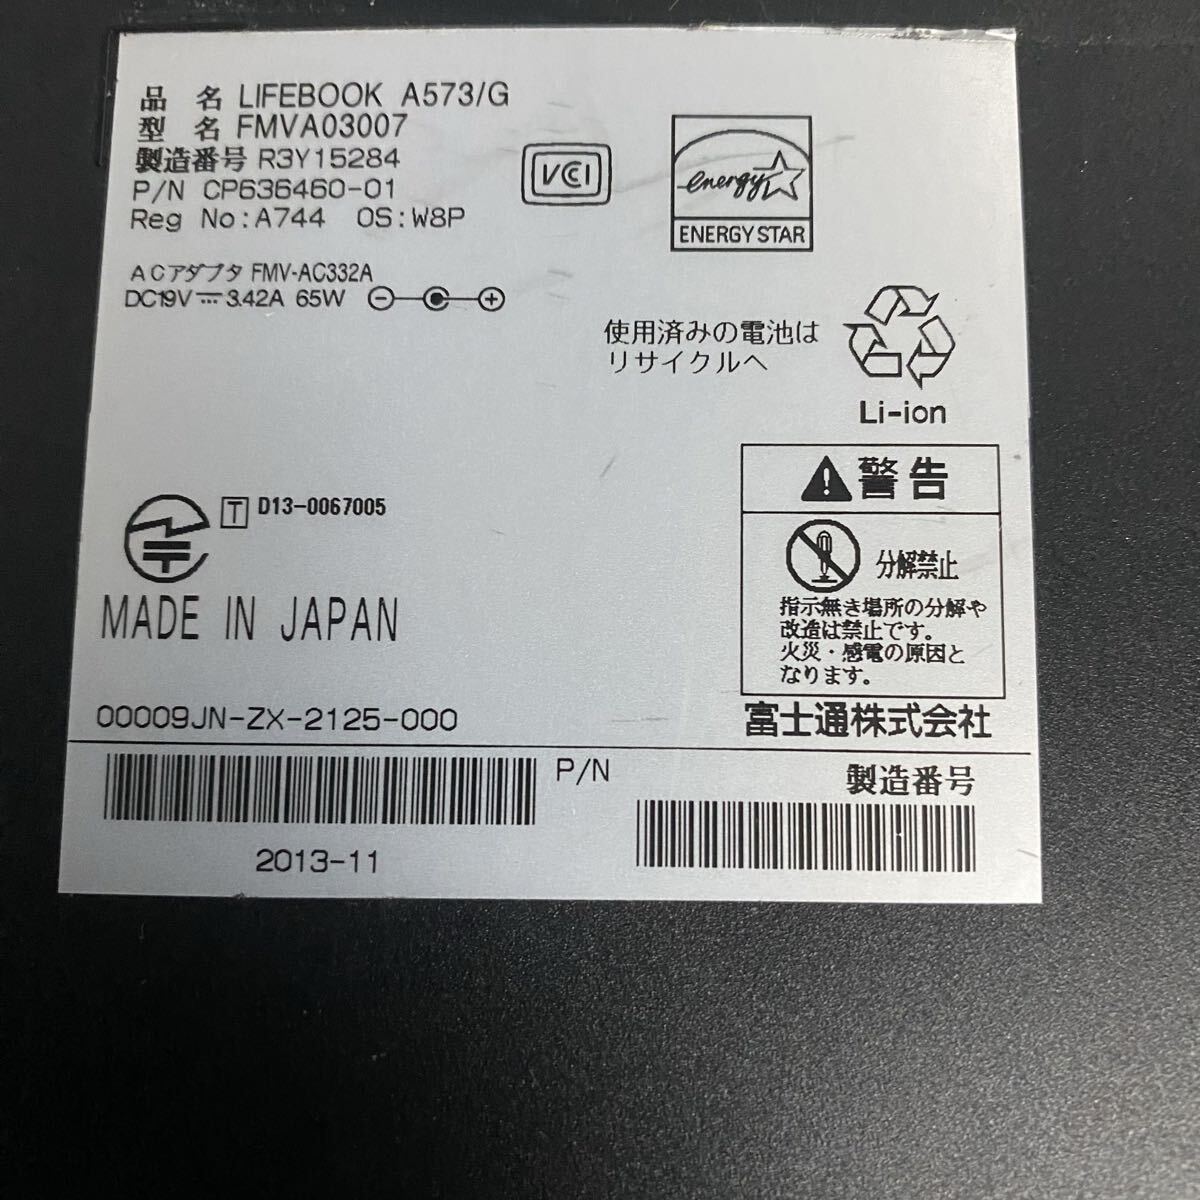 品 名 LIFEBOOK A573/G
型 名 FMVA03007
製造番号 R3Y15284
P/N CP636460-01
Reg No:A744 OS:W8P
VCCI
energy
ENERGY STAR
ACアダプタ FMV-AC332A
DC19V 3.42A 65W
使用済みの電池は
リサイクルへ
Li-ion
警告
分解禁止
指示無き場所の分解や
改造は禁止です。
火災・感電の原因と
なります。
T D13-0067005
MADE IN JAPAN
00009JN-ZX-2125-000
富士通株式会社
P/N
製造番号
2013-11